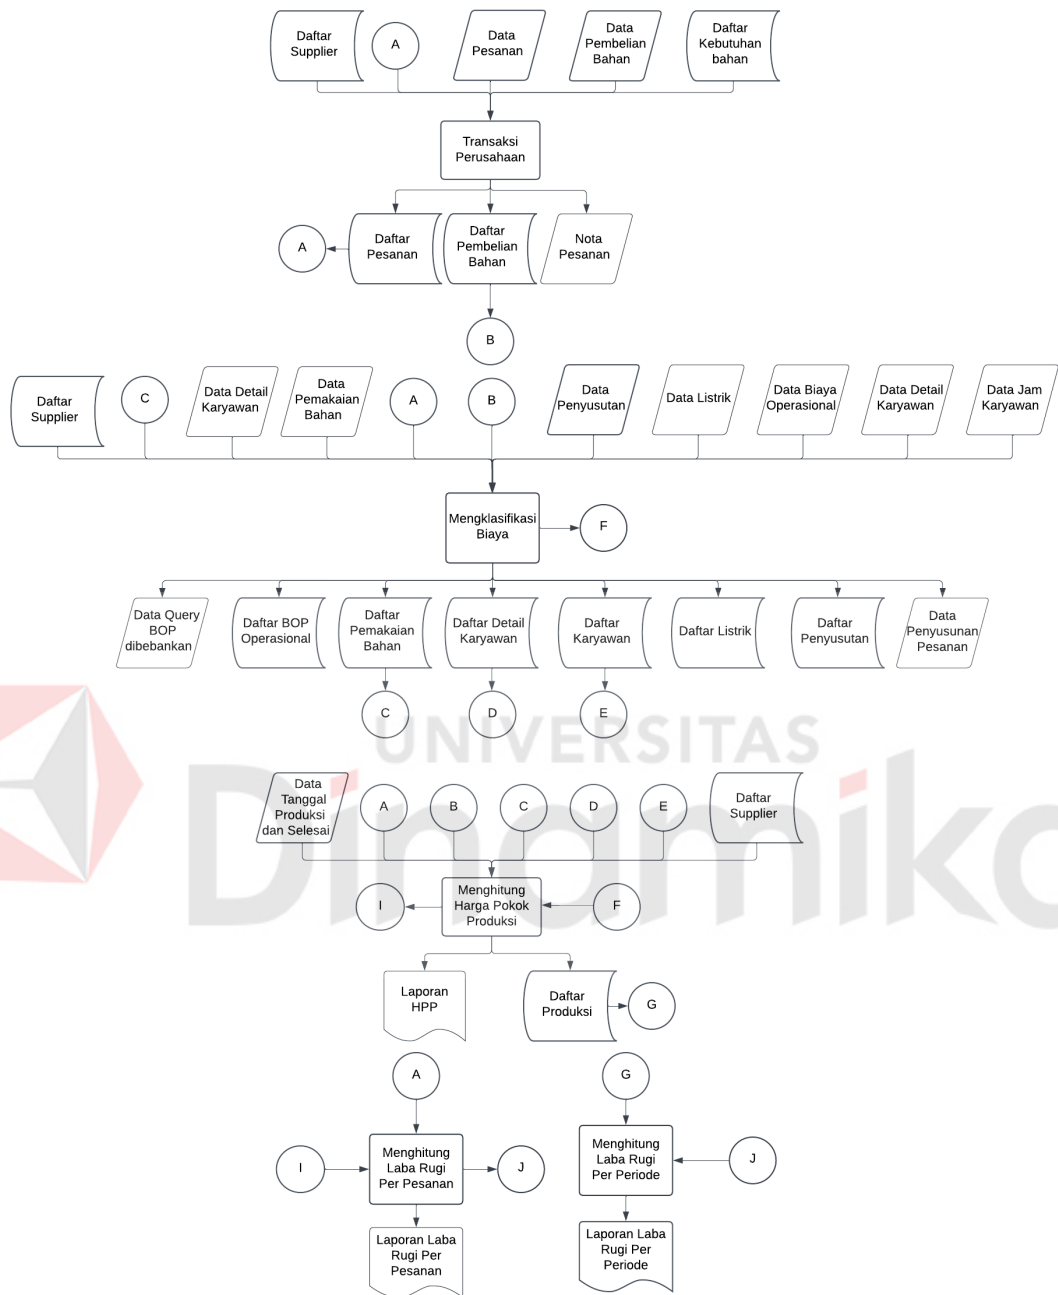 Daftar
Supplier
A
Data
Pesanan
Data
Pembelian
Bahan
Daftar
Kebutuhan
bahan
Transaksi
Perusahaan
A
Daftar
Pesanan
Daftar
Pembelian
Bahan
Nota
Pesanan
B
Daftar
Supplier
C
Data Detail
Karyawan
Data
Pemakaian
Bahan
A
B
Data
Penyusutan
Data Listrik
Data Biaya
Operasional
Data Detail
Karyawan
Data Jam
Karyawan
Mengklasifikasi
Biaya
F
Data Query
BOP
dibebankan
Daftar BOP
Operasional
Daftar
Pemakaian
Bahan
Daftar Detail
Karyawan
Daftar
Karyawan
Daftar Listrik
Daftar
Penyusutan
Data
Penyusunan
Pesanan
C
D
E
UNIVERSITAS
Dinamika
Data
Tanggal
Produksi
dan Selesai
A
B
C
D
E
Daftar
Supplier
I
Menghitung
Harga Pokok
Produksi
F
Laporan
HPP
Daftar
Produksi
G
A
G
I
Menghitung
Laba Rugi
Per Pesanan
J
Menghitung
Laba Rugi
Per Periode
J
Laporan Laba
Rugi Per
Pesanan
Laporan Laba
Rugi Per
Periode